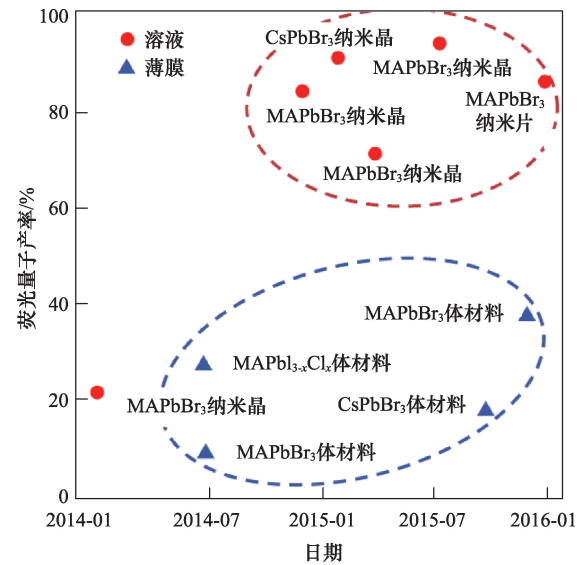 荧光量子产率/%
100
80
60
40
20
0
溶液
薄膜
CsPbBr₃纳米晶
MAPbBr₃纳米晶
MAPbBr₃纳米晶
MAPbBr₃
纳米片
MAPbBr₃纳米晶
MAPbBr₃体材料
MAPbI₃₋ₓClₓ体材料
MAPbBr₃纳米晶
CsPbBr₃体材料
MAPbBr₃体材料
2014-01
2014-07
2015-01
2015-07
2016-01
日期